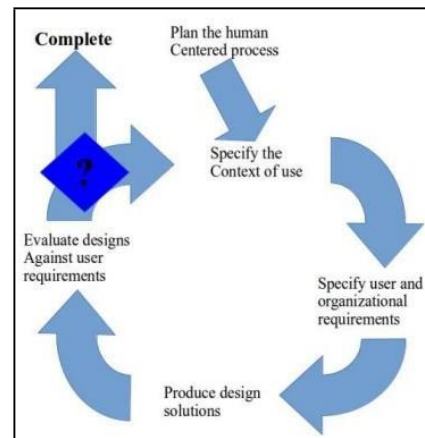 Complete
Plan the human
Centered process
Specify the
Context of use
?
Evaluate designs
Against user
requirements
Specify user and
organizational
requirements
Produce design
solutions